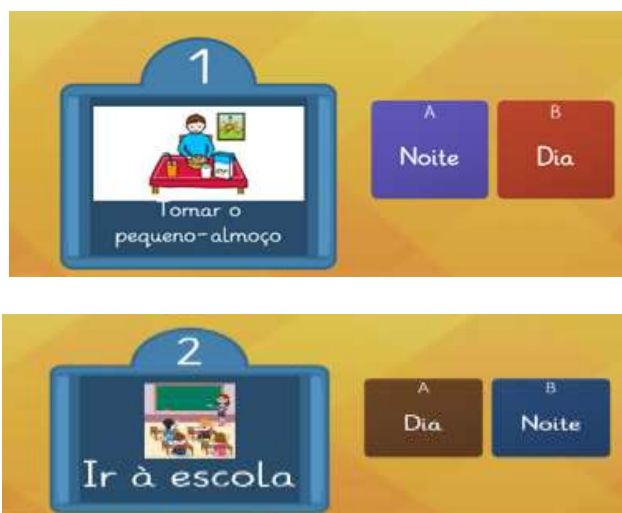 1
Tomar o
pequeno-almoço
A
Noite
B
Dia
2
Ir à escola
A
Dia
B
Noite